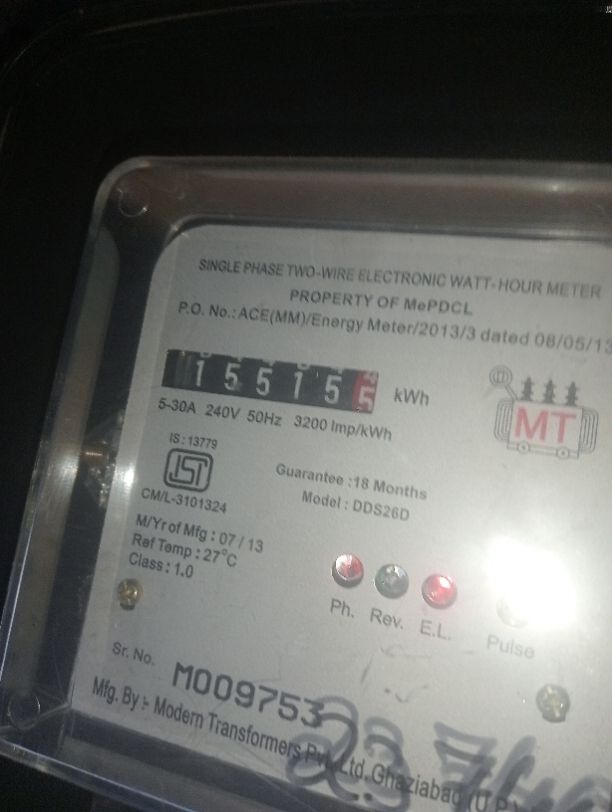 SINGLE PHASE TWO-WIRE ELECTRONIC WATT-HOUR METER
PROPERTY OF MePDCL
P.O. No.: ACE(MM)/Energy Meter/2013/3 dated 08/05/13
155155 kWh
5-30A 240V 50Hz 3200 Imp/kWh
MT
IS : 13779
CM/L-3101324
Guarantee :18 Months
Model : DDS26D
M/Yr of Mfg : 07 / 13
Ref Temp : 27°C
Class : 1.0
Ph. Rev. E.L. Pulse
Sr. No. M009753
Mfg. By :- Modern Transformers Pvt. Ltd. Ghaziabad (U.P